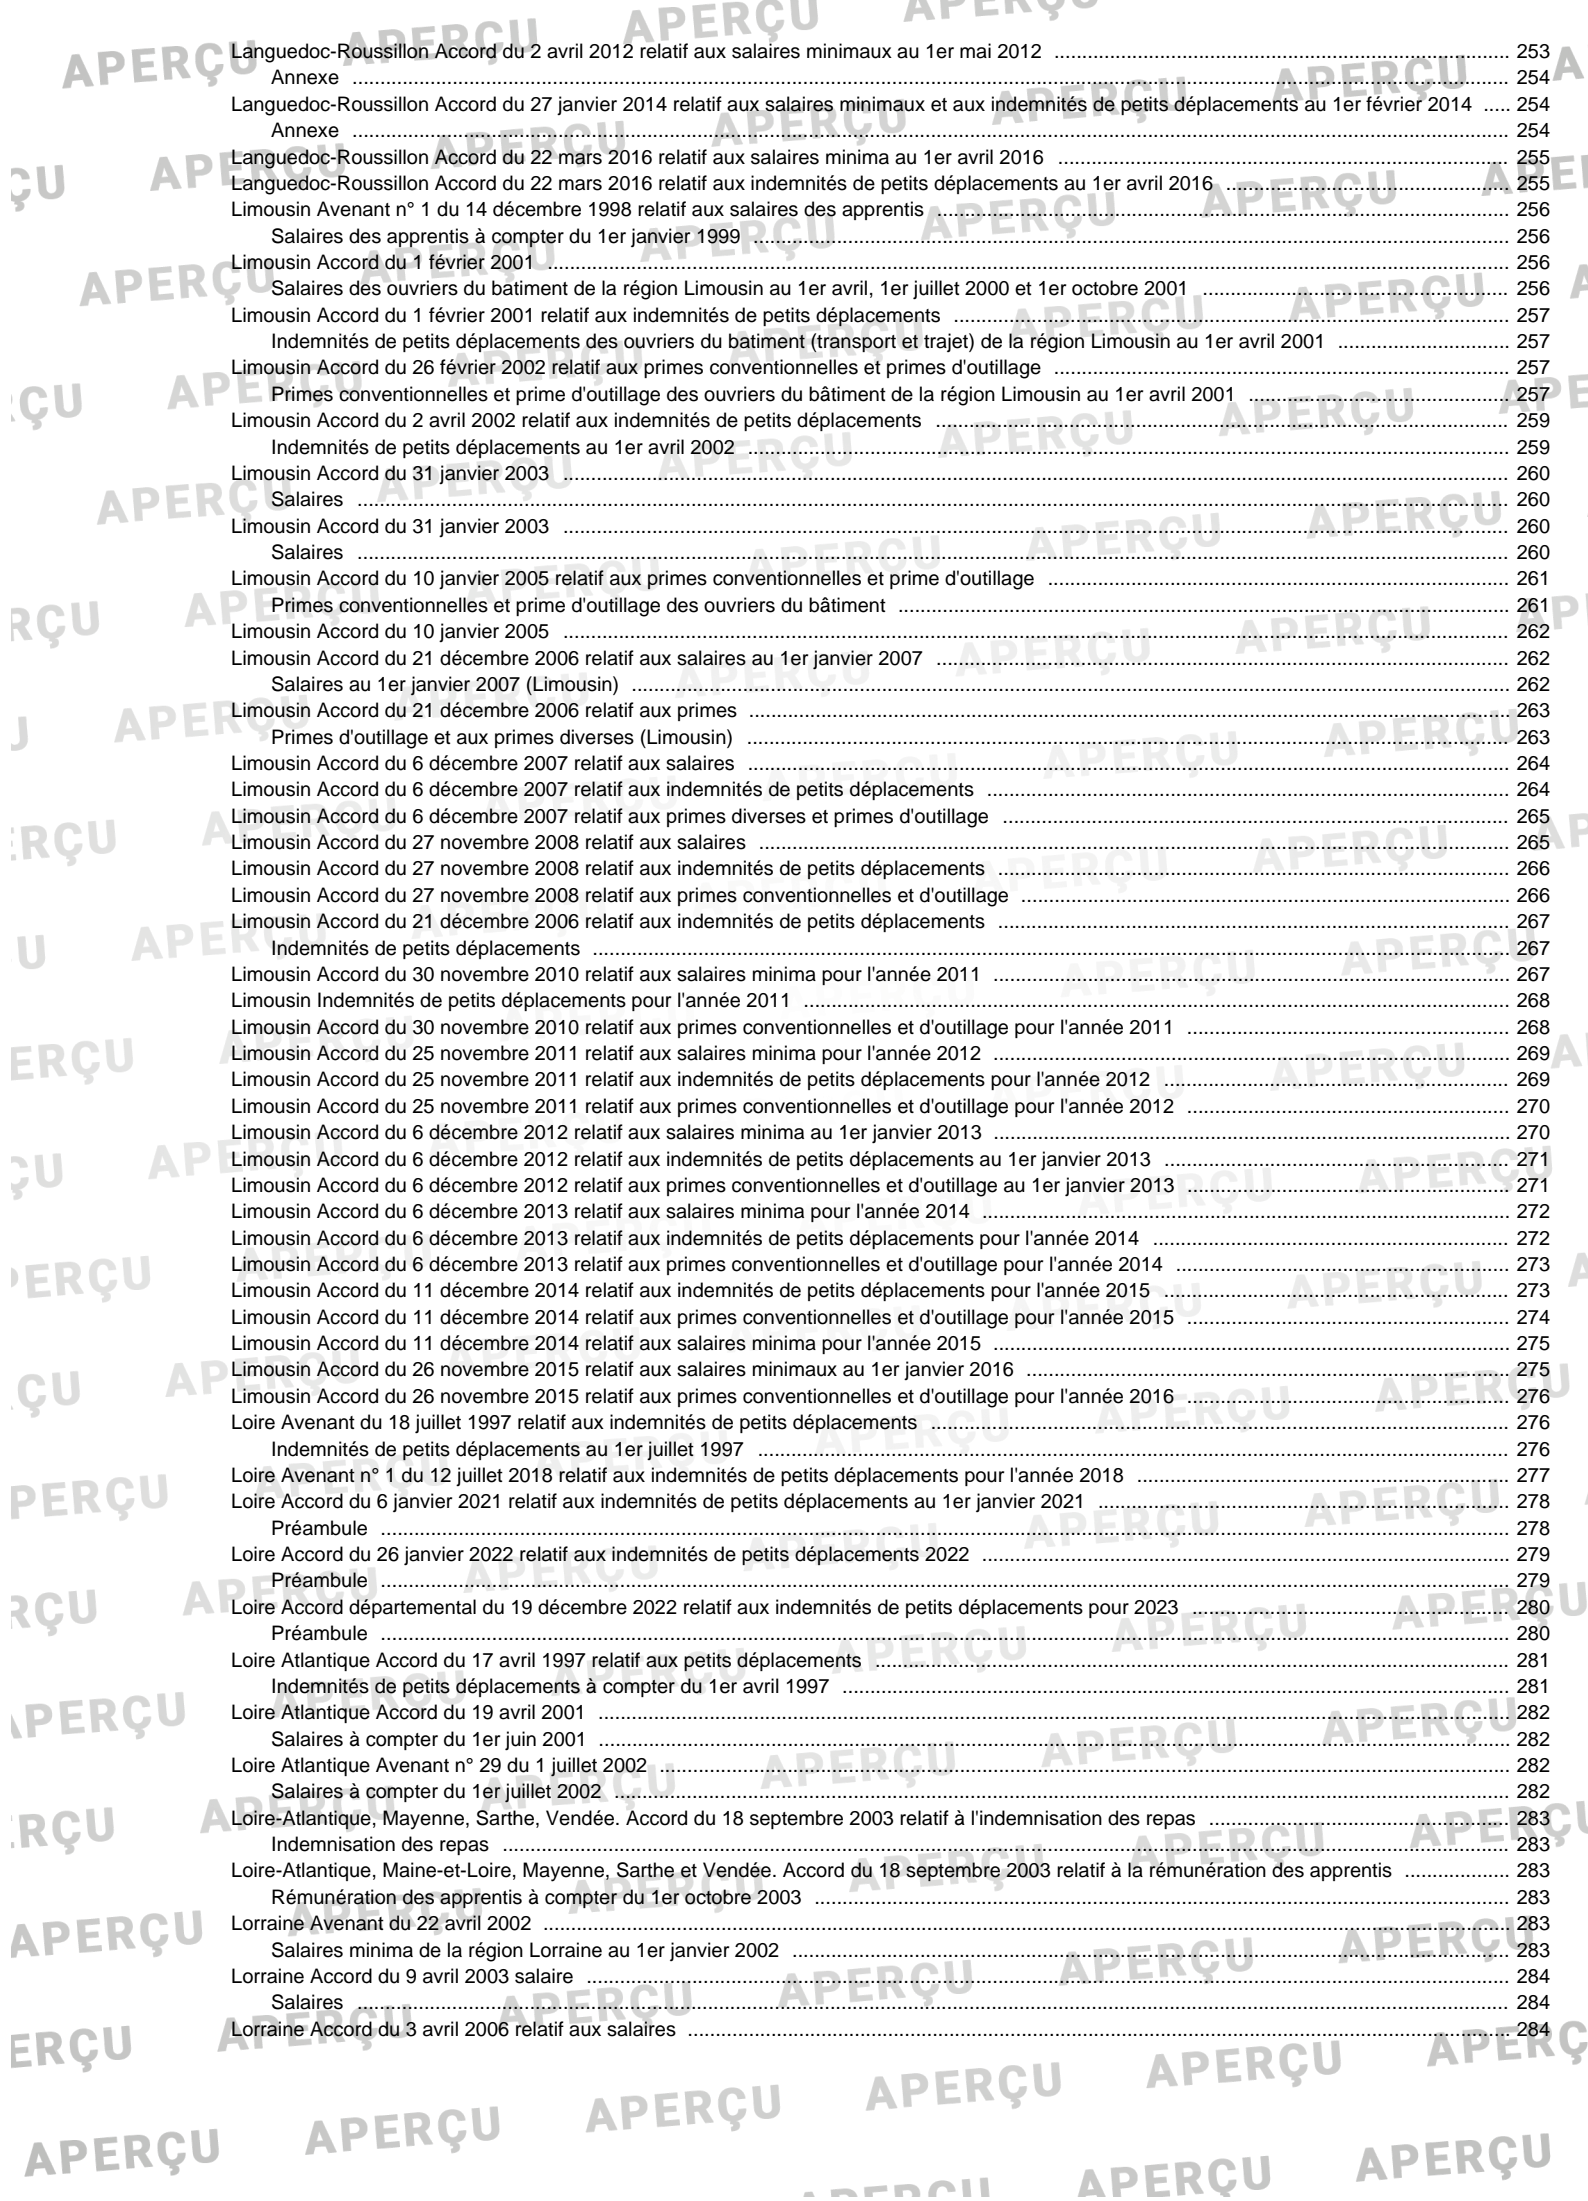 Languedoc-Roussillon Accord du 2 avril 2012 relatif aux salaires minimaux au 1er mai 2012 ... 253
Annexe ... 254
Languedoc-Roussillon Accord du 27 janvier 2014 relatif aux salaires minimaux et aux indemnités de petits déplacements au 1er février 2014 ... 254
Annexe ... 254
Languedoc-Roussillon Accord du 22 mars 2016 relatif aux salaires minima au 1er avril 2016 ... 255
Languedoc-Roussillon Accord du 22 mars 2016 relatif aux indemnités de petits déplacements au 1er avril 2016 ... 255
Limousin Avenant n° 1 du 14 décembre 1998 relatif aux salaires des apprentis ... 256
Salaires des apprentis à compter du 1er janvier 1999 ... 256
Limousin Accord du 1 février 2001 ... 256
Salaires des ouvriers du batiment de la région Limousin au 1er avril, 1er juillet 2000 et 1er octobre 2001 ... 256
Limousin Accord du 1 février 2001 relatif aux indemnités de petits déplacements ... 257
Indemnités de petits déplacements des ouvriers du batiment (transport et trajet) de la région Limousin au 1er avril 2001 ... 257
Limousin Accord du 26 février 2002 relatif aux primes conventionnelles et primes d'outillage ... 257
Primes conventionnelles et prime d'outillage des ouvriers du bâtiment de la région Limousin au 1er avril 2001 ... 257
Limousin Accord du 2 avril 2002 relatif aux indemnités de petits déplacements ... 259
Indemnités de petits déplacements au 1er avril 2002 ... 259
Limousin Accord du 31 janvier 2003 ... 260
Salaires ... 260
Limousin Accord du 31 janvier 2003 ... 260
Salaires ... 260
Limousin Accord du 10 janvier 2005 relatif aux primes conventionnelles et prime d'outillage ... 261
Primes conventionnelles et prime d'outillage des ouvriers du bâtiment ... 261
Limousin Accord du 10 janvier 2005 ... 262
Limousin Accord du 21 décembre 2006 relatif aux salaires au 1er janvier 2007 ... 262
Salaires au 1er janvier 2007 (Limousin) ... 262
Limousin Accord du 21 décembre 2006 relatif aux primes ... 263
Primes d'outillage et aux primes diverses (Limousin) ... 263
Limousin Accord du 6 décembre 2007 relatif aux salaires ... 264
Limousin Accord du 6 décembre 2007 relatif aux indemnités de petits déplacements ... 264
Limousin Accord du 6 décembre 2007 relatif aux primes diverses et primes d'outillage ... 265
Limousin Accord du 27 novembre 2008 relatif aux salaires ... 265
Limousin Accord du 27 novembre 2008 relatif aux indemnités de petits déplacements ... 266
Limousin Accord du 27 novembre 2008 relatif aux primes conventionnelles et d'outillage ... 266
Limousin Accord du 21 décembre 2006 relatif aux indemnités de petits déplacements ... 267
Indemnités de petits déplacements ... 267
Limousin Accord du 30 novembre 2010 relatif aux salaires minima pour l'année 2011 ... 267
Limousin Indemnités de petits déplacements pour l'année 2011 ... 268
Limousin Accord du 30 novembre 2010 relatif aux primes conventionnelles et d'outillage pour l'année 2011 ... 268
Limousin Accord du 25 novembre 2011 relatif aux salaires minima pour l'année 2012 ... 269
Limousin Accord du 25 novembre 2011 relatif aux indemnités de petits déplacements pour l'année 2012 ... 269
Limousin Accord du 25 novembre 2011 relatif aux primes conventionnelles et d'outillage pour l'année 2012 ... 270
Limousin Accord du 6 décembre 2012 relatif aux salaires minima au 1er janvier 2013 ... 270
Limousin Accord du 6 décembre 2012 relatif aux indemnités de petits déplacements au 1er janvier 2013 ... 271
Limousin Accord du 6 décembre 2012 relatif aux primes conventionnelles et d'outillage au 1er janvier 2013 ... 271
Limousin Accord du 6 décembre 2013 relatif aux salaires minima pour l'année 2014 ... 272
Limousin Accord du 6 décembre 2013 relatif aux indemnités de petits déplacements pour l'année 2014 ... 272
Limousin Accord du 6 décembre 2013 relatif aux primes conventionnelles et d'outillage pour l'année 2014 ... 273
Limousin Accord du 11 décembre 2014 relatif aux indemnités de petits déplacements pour l'année 2015 ... 273
Limousin Accord du 11 décembre 2014 relatif aux primes conventionnelles et d'outillage pour l'année 2015 ... 274
Limousin Accord du 11 décembre 2014 relatif aux salaires minima pour l'année 2015 ... 275
Limousin Accord du 26 novembre 2015 relatif aux salaires minimaux au 1er janvier 2016 ... 275
Limousin Accord du 26 novembre 2015 relatif aux primes conventionnelles et d'outillage pour l'année 2016 ... 276
Loire Avenant du 18 juillet 1997 relatif aux indemnités de petits déplacements ... 276
Indemnités de petits déplacements au 1er juillet 1997 ... 276
Loire Avenant n° 1 du 12 juillet 2018 relatif aux indemnités de petits déplacements pour l'année 2018 ... 277
Loire Accord du 6 janvier 2021 relatif aux indemnités de petits déplacements au 1er janvier 2021 ... 278
Préambule ... 278
Loire Accord du 26 janvier 2022 relatif aux indemnités de petits déplacements 2022 ... 279
Préambule ... 279
Loire Accord départemental du 19 décembre 2022 relatif aux indemnités de petits déplacements pour 2023 ... 280
Préambule ... 280
Loire Atlantique Accord du 17 avril 1997 relatif aux petits déplacements ... 281
Indemnités de petits déplacements à compter du 1er avril 1997 ... 281
Loire Atlantique Accord du 19 avril 2001 ... 282
Salaires à compter du 1er juin 2001 ... 282
Loire Atlantique Avenant n° 29 du 1 juillet 2002 ... 282
Salaires à compter du 1er juillet 2002 ... 282
Loire-Atlantique, Mayenne, Sarthe, Vendée. Accord du 18 septembre 2003 relatif à l'indemnisation des repas ... 283
Indemnisation des repas ... 283
Loire-Atlantique, Maine-et-Loire, Mayenne, Sarthe et Vendée. Accord du 18 septembre 2003 relatif à la rémunération des apprentis ... 283
Rémunération des apprentis à compter du 1er octobre 2003 ... 283
Lorraine Avenant du 22 avril 2002 ... 283
Salaires minima de la région Lorraine au 1er janvier 2002 ... 283
Lorraine Accord du 9 avril 2003 salaire ... 284
Salaires ... 284
Lorraine Accord du 3 avril 2006 relatif aux salaires ... 284
APERÇU